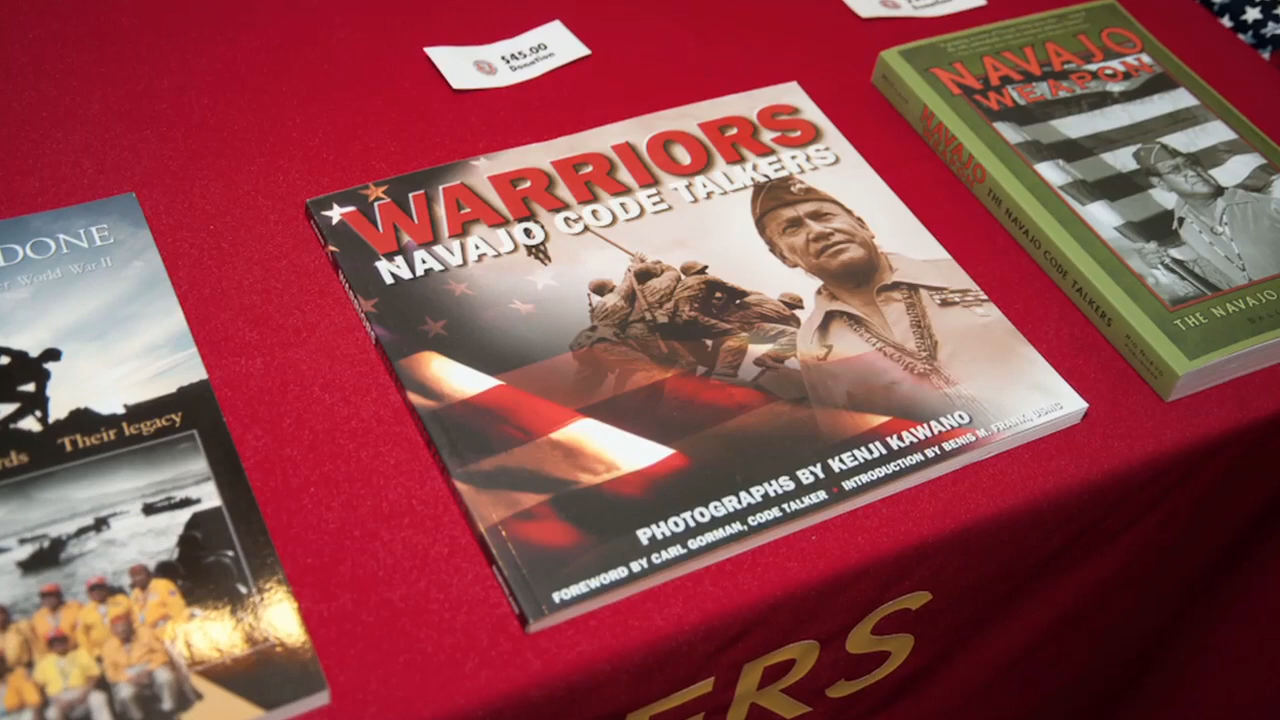 $45.00
Donation
WARRIORS
NAVAJO CODE TALKERS
PHOTOGRAPHS BY KENJI KAWANO
FOREWORD BY CARL GORMAN, CODE TALKER • INTRODUCTION BY BENIS M. FRANK, USMC
NAVAJO
WEAPON
THE NAVAJO
NAVAJO
THE NAVAJO CODE TALKERS
DONE
World War II
Their legacy
ERS